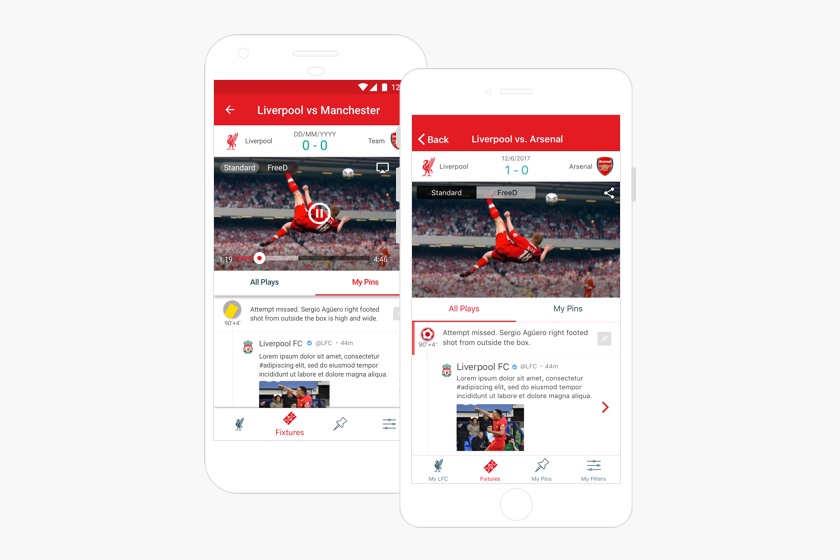 12
Liverpool vs Manchester
Liverpool
DD/MM/YYYY
0 - 0
Team
Standard
FreeD
1:19
4:46
All Plays
My Pins
90'+4'
Attempt missed. Sergio Agüero right footed
shot from outside the box is high and wide.
Liverpool FC @LFC • 44m
Lorem ipsum dolor sit amet, consectetur
#adipiscing elit, sed do eiusmod tempor
incididunt ut labore et dolore magna aliqua.
Fixtures
Back
Liverpool vs. Arsenal
Liverpool
12/6/2017
1 - 0
Arsenal
Arsenal
Standard
FreeD
All Plays
My Pins
90'+4'
Attempt missed. Sergio Agüero right footed
shot from outside the box.
Liverpool FC @LFC • 44m
Lorem ipsum dolor sit amet, consectetur
#adipiscing elit, sed do eiusmod tempor
incididunt ut labore et dolore magna aliqua.
My LFC
Fixtures
My Pins
My Filters